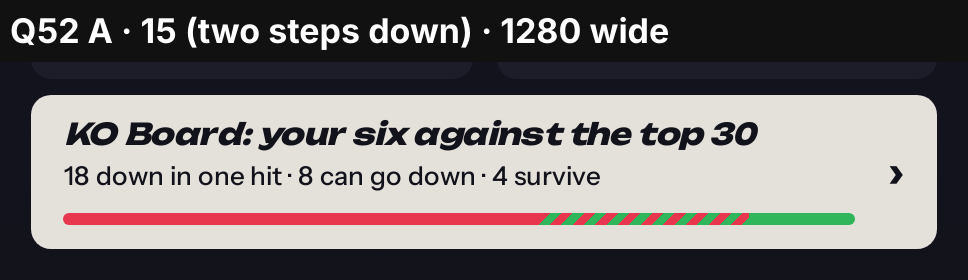 Q52 A · 15 (two steps down) · 1280 wide
KO Board: your six against the top 30
18 down in one hit · 8 can go down · 4 survive
›